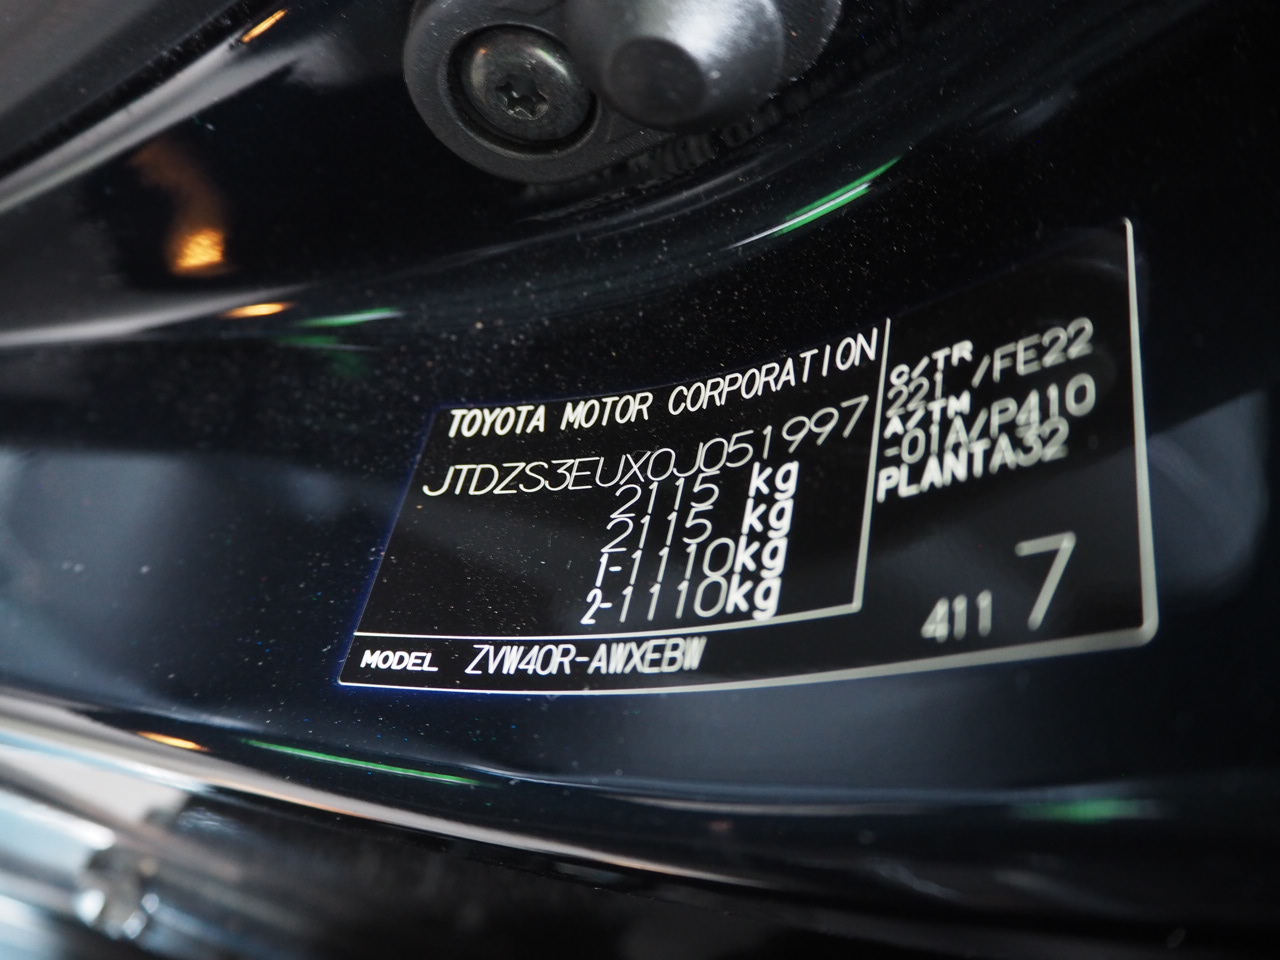 TOYOTA MOTOR CORPORATION
JTDZS3EUX0J051997
2115 kg
2115 kg
1-1110kg
2-1110kg
MODEL ZVW40R-AWXEBW
C/TR
221 /FE22
A/TM
-01A/P410
PLANTA32
411 7